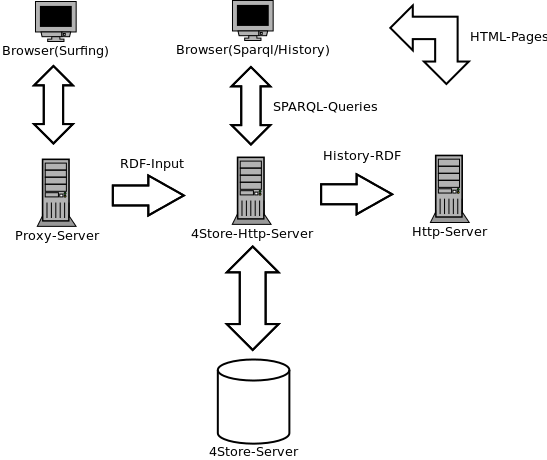 Browser(Surfing)
Browser(Sparql/History)
HTML-Pages
SPARQL-Queries
RDF-Input
History-RDF
Proxy-Server
4Store-Http-Server
Http-Server
4Store-Server